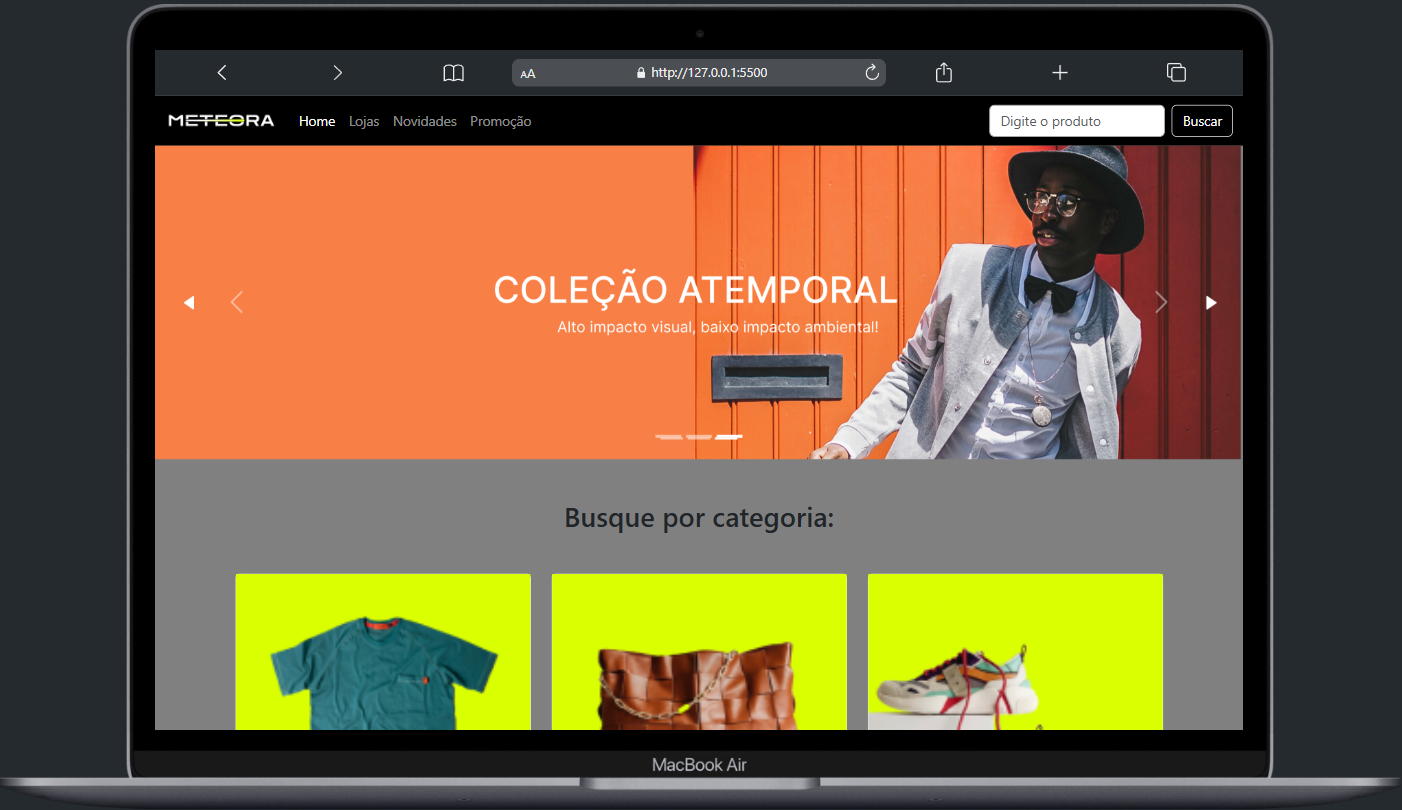 AA
http://127.0.0.1:5500
METEORA
Home Lojas Novidades Promoção
Digite o produto
Buscar
COLEÇÃO ATEMPORAL
Alto impacto visual, baixo impacto ambiental!
Busque por categoria:
MacBook Air